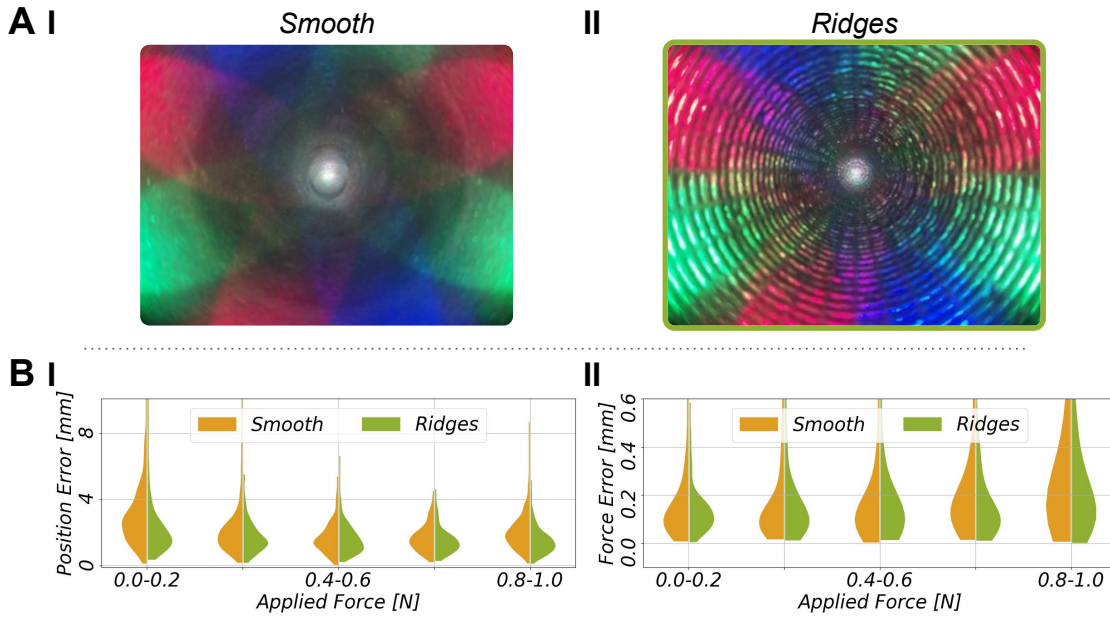 A I Smooth II Ridges
B I II
Position Error [mm]
8
4
0
Smooth Ridges
0.0-0.2 0.4-0.6 0.8-1.0
Applied Force [N]
Force Error [mm]
0.6
0.4
0.2
0.0
Smooth Ridges
0.0-0.2 0.4-0.6 0.8-1.0
Applied Force [N]